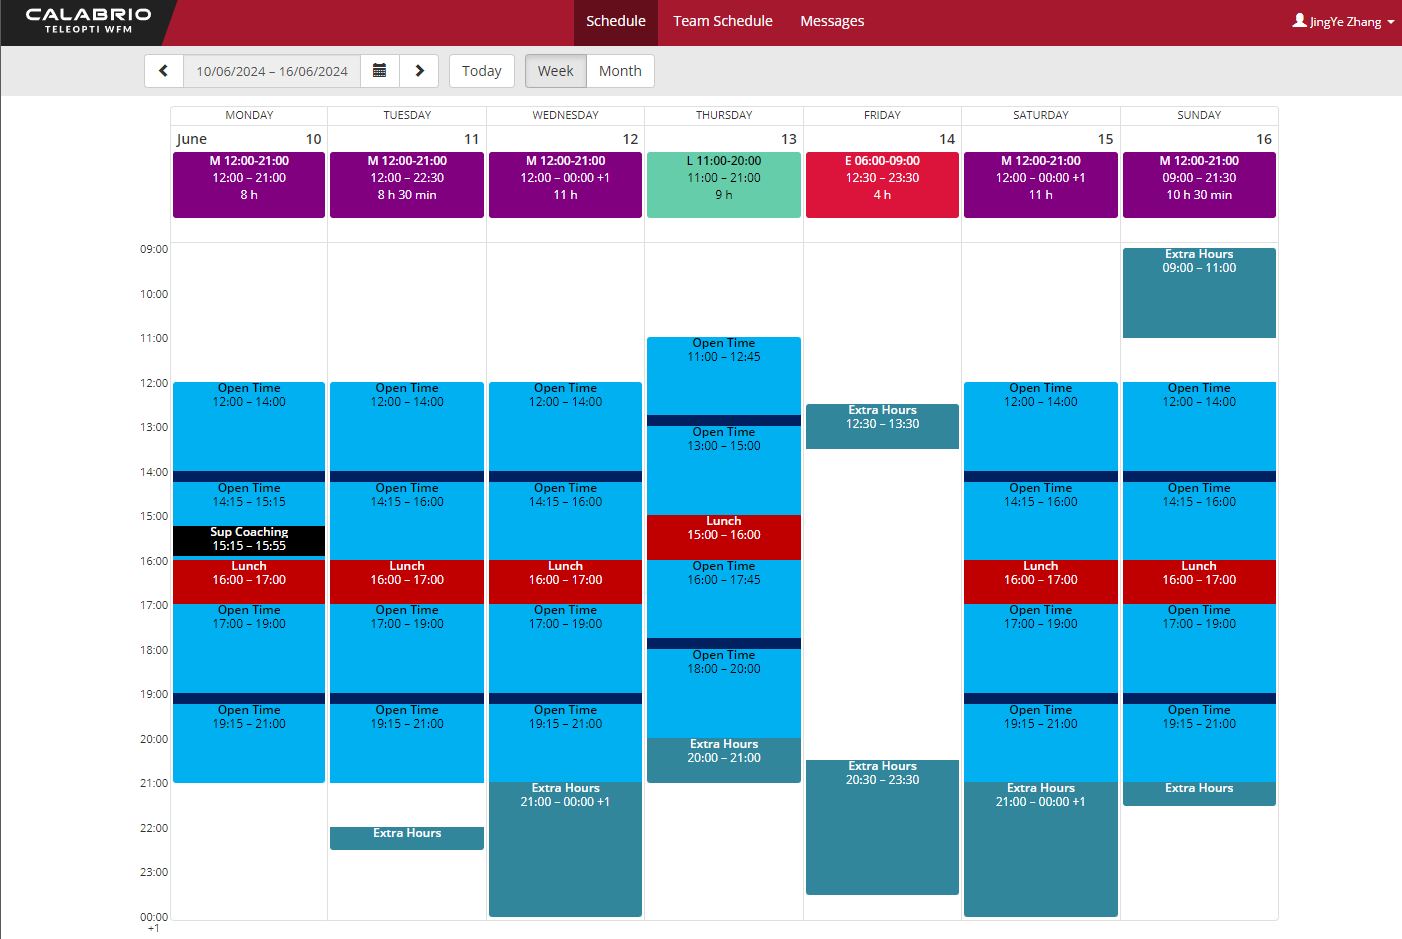 CALABRIO
TELEOPTI WFM
Schedule Team Schedule Messages
JingYe Zhang
10/06/2024 – 16/06/2024 Today Week Month
MONDAY TUESDAY WEDNESDAY THURSDAY FRIDAY SATURDAY SUNDAY
June 10 11 12 13 14 15 16
M 12:00-21:00 M 12:00-21:00 M 12:00-21:00 L 11:00-20:00 E 06:00-09:00 M 12:00-21:00 M 12:00-21:00
12:00 – 21:00 12:00 – 22:30 12:00 – 00:00 +1 11:00 – 21:00 12:30 – 23:30 12:00 – 00:00 +1 09:00 – 21:30
8 h 8 h 30 min 11 h 9 h 4 h 11 h 10 h 30 min
09:00
Extra Hours
09:00 – 11:00
10:00
11:00
Open Time
11:00 – 12:45
12:00
Open Time Open Time Open Time Open Time Open Time
12:00 – 14:00 12:00 – 14:00 12:00 – 14:00 12:00 – 14:00 12:00 – 14:00
Extra Hours
12:30 – 13:30
13:00
Open Time
13:00 – 15:00
14:00
Open Time Open Time Open Time Open Time Open Time
14:15 – 15:15 14:15 – 16:00 14:15 – 16:00 14:15 – 16:00 14:15 – 16:00
15:00
Lunch
15:00 – 16:00
Sup Coaching
15:15 – 15:55
16:00
Lunch Lunch Lunch Open Time Lunch Lunch
16:00 – 17:00 16:00 – 17:00 16:00 – 17:00 16:00 – 17:45 16:00 – 17:00 16:00 – 17:00
17:00
Open Time Open Time Open Time Open Time Open Time
17:00 – 19:00 17:00 – 19:00 17:00 – 19:00 17:00 – 19:00 17:00 – 19:00
18:00
Open Time
18:00 – 20:00
19:00
Open Time Open Time Open Time Open Time Open Time
19:15 – 21:00 19:15 – 21:00 19:15 – 21:00 19:15 – 21:00 19:15 – 21:00
20:00
Extra Hours
20:00 – 21:00
Extra Hours
20:30 – 23:30
21:00
Extra Hours Extra Hours Extra Hours
21:00 – 00:00 +1 21:00 – 00:00 +1
22:00
Extra Hours
23:00
00:00
+1